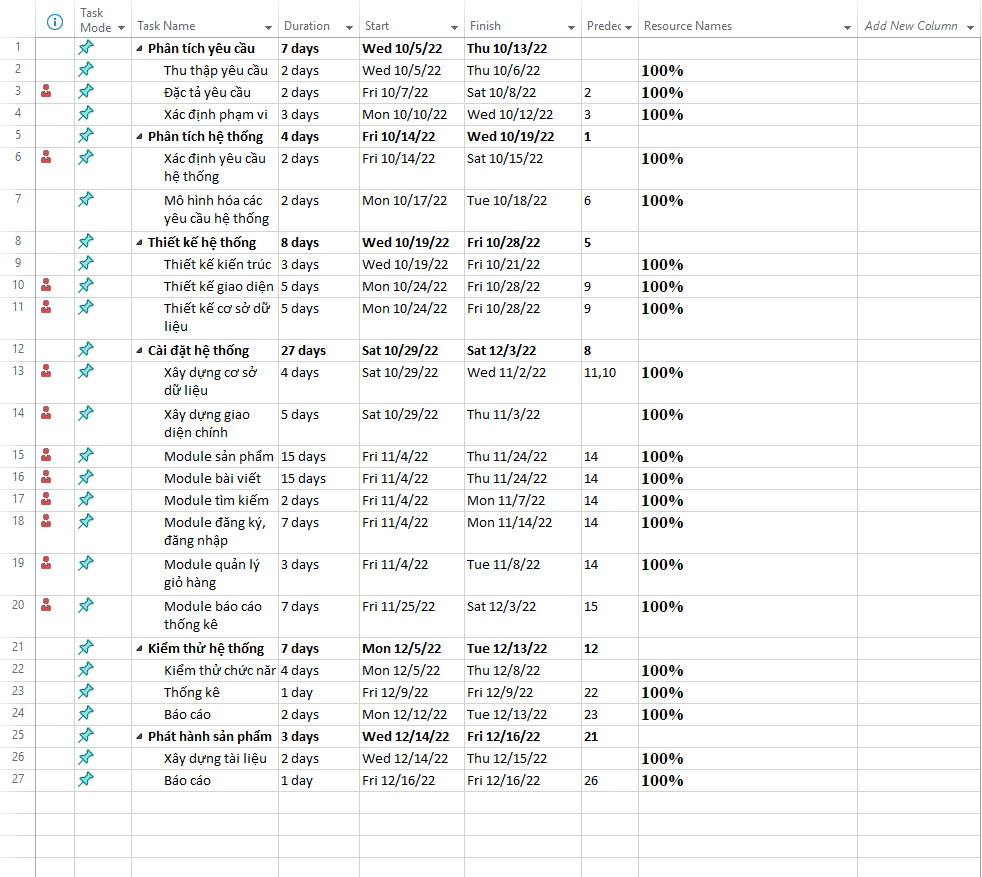 Task Mode Task Name Duration Start Finish Predec Resource Names Add New Column
1 Phân tích yêu cầu 7 days Wed 10/5/22 Thu 10/13/22
2 Thu thập yêu cầu 2 days Wed 10/5/22 Thu 10/6/22 100%
3 Đặc tả yêu cầu 2 days Fri 10/7/22 Sat 10/8/22 2 100%
4 Xác định phạm vi 3 days Mon 10/10/22 Wed 10/12/22 3 100%
5 Phân tích hệ thống 4 days Fri 10/14/22 Wed 10/19/22 1
6 Xác định yêu cầu 2 days Fri 10/14/22 Sat 10/15/22 100%
hệ thống
7 Mô hình hóa các 2 days Mon 10/17/22 Tue 10/18/22 6 100%
yêu cầu hệ thống
8 Thiết kế hệ thống 8 days Wed 10/19/22 Fri 10/28/22 5
9 Thiết kế kiến trúc 3 days Wed 10/19/22 Fri 10/21/22 100%
10 Thiết kế giao diện 5 days Mon 10/24/22 Fri 10/28/22 9 100%
11 Thiết kế cơ sở dữ 5 days Mon 10/24/22 Fri 10/28/22 9 100%
liệu
12 Cài đặt hệ thống 27 days Sat 10/29/22 Sat 12/3/22 8
13 Xây dựng cơ sở 4 days Sat 10/29/22 Wed 11/2/22 11,10 100%
dữ liệu
14 Xây dựng giao 5 days Sat 10/29/22 Thu 11/3/22 100%
diện chính
15 Module sản phẩm 15 days Fri 11/4/22 Thu 11/24/22 14 100%
16 Module bài viết 15 days Fri 11/4/22 Thu 11/24/22 14 100%
17 Module tìm kiếm 2 days Fri 11/4/22 Mon 11/7/22 14 100%
18 Module đăng ký, 7 days Fri 11/4/22 Mon 11/14/22 14 100%
đăng nhập
19 Module quản lý 3 days Fri 11/4/22 Tue 11/8/22 14 100%
giỏ hàng
20 Module báo cáo 7 days Fri 11/25/22 Sat 12/3/22 15 100%
thống kê
21 Kiểm thử hệ thống 7 days Mon 12/5/22 Tue 12/13/22 12
22 Kiểm thử chức năr 4 days Mon 12/5/22 Thu 12/8/22 100%
23 Thống kê 1 day Fri 12/9/22 Fri 12/9/22 22 100%
24 Báo cáo 2 days Mon 12/12/22 Tue 12/13/22 23 100%
25 Phát hành sản phẩm 3 days Wed 12/14/22 Fri 12/16/22 21
26 Xây dựng tài liệu 2 days Wed 12/14/22 Thu 12/15/22 100%
27 Báo cáo 1 day Fri 12/16/22 Fri 12/16/22 26 100%